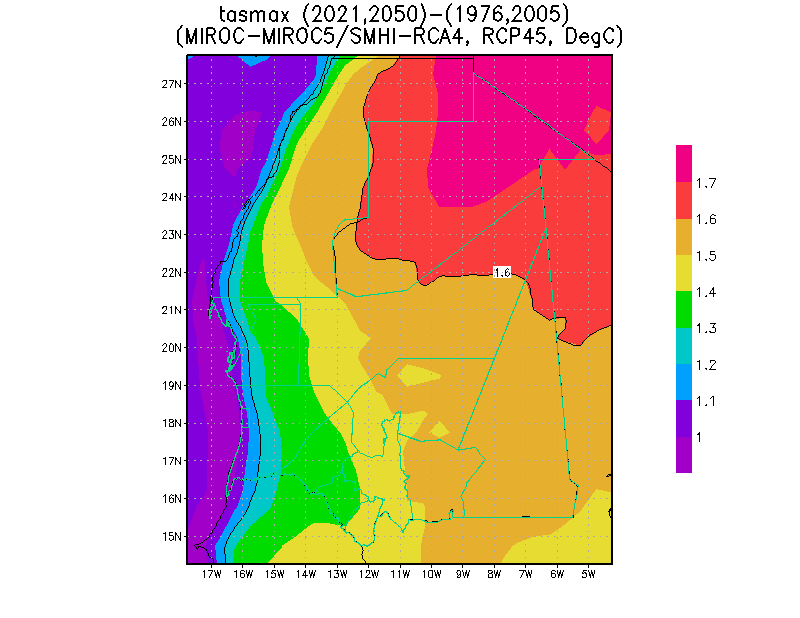 tasmax (2021,2050)-(1976,2005)
(MIROC-MIROC5/SMHI-RCA4, RCP45, DegC)
27N
26N
25N
24N
23N
22N
21N
20N
19N
18N
17N
16N
15N
1.6
1.7
1.6
1.5
1.4
1.3
1.2
1.1
1
17W 16W 15W 14W 13W 12W 11W 10W 9W 8W 7W 6W 5W